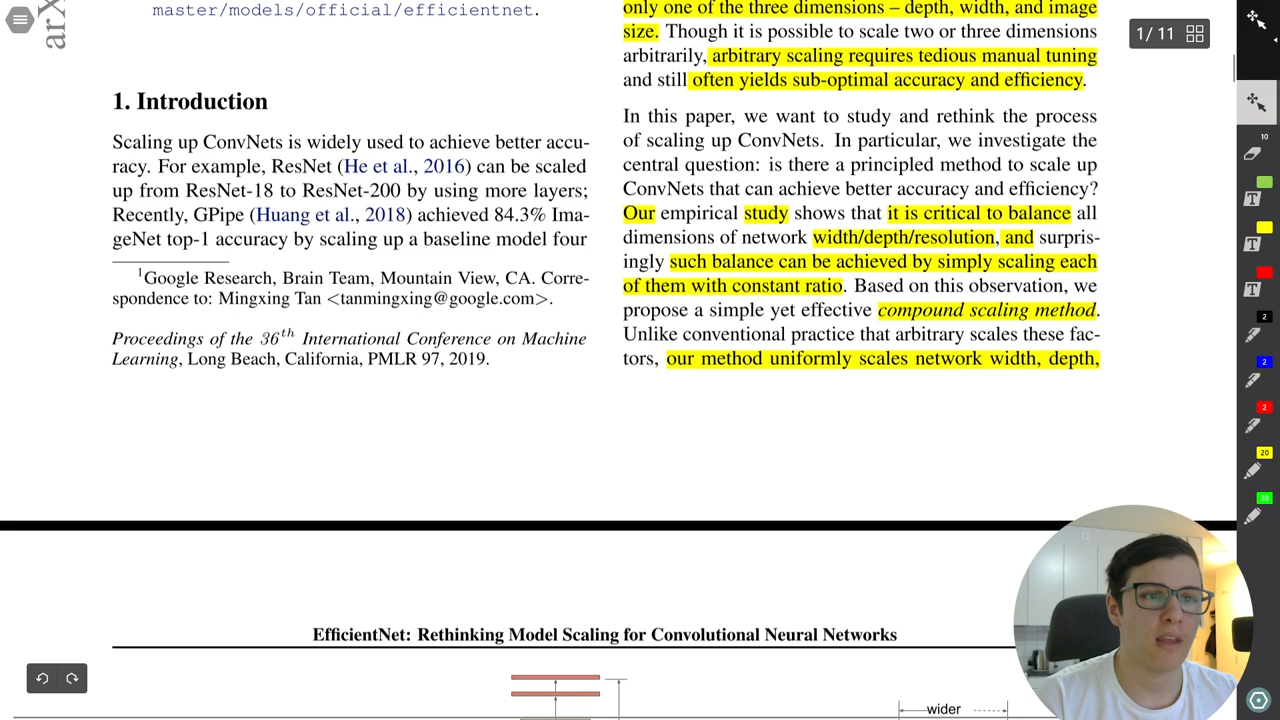 arX
master/models/official/efficientnet.
1. Introduction
Scaling up ConvNets is widely used to achieve better accu-
racy. For example, ResNet (He et al., 2016) can be scaled
up from ResNet-18 to ResNet-200 by using more layers;
Recently, GPipe (Huang et al., 2018) achieved 84.3% Ima-
geNet top-1 accuracy by scaling up a baseline model four
1Google Research, Brain Team, Mountain View, CA. Corre-
spondence to: Mingxing Tan <tanmingxing@google.com>.
Proceedings of the 36th International Conference on Machine
Learning, Long Beach, California, PMLR 97, 2019.
only one of the three dimensions – depth, width, and image
size. Though it is possible to scale two or three dimensions
arbitrarily, arbitrary scaling requires tedious manual tuning
and still often yields sub-optimal accuracy and efficiency.
In this paper, we want to study and rethink the process
of scaling up ConvNets. In particular, we investigate the
central question: is there a principled method to scale up
ConvNets that can achieve better accuracy and efficiency?
Our empirical study shows that it is critical to balance all
dimensions of network width/depth/resolution, and surpris-
ingly such balance can be achieved by simply scaling each
of them with constant ratio. Based on this observation, we
propose a simple yet effective compound scaling method.
Unlike conventional practice that arbitrary scales these fac-
tors, our method uniformly scales network width, depth,
EfficientNet: Rethinking Model Scaling for Convolutional Neural Networks
wider
1/ 11
10
T
T
T
2
2
2
20
30